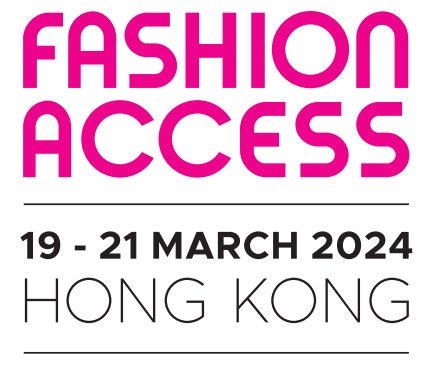 FASHION
ACCESS
19 - 21 MARCH 2024
HONG KONG